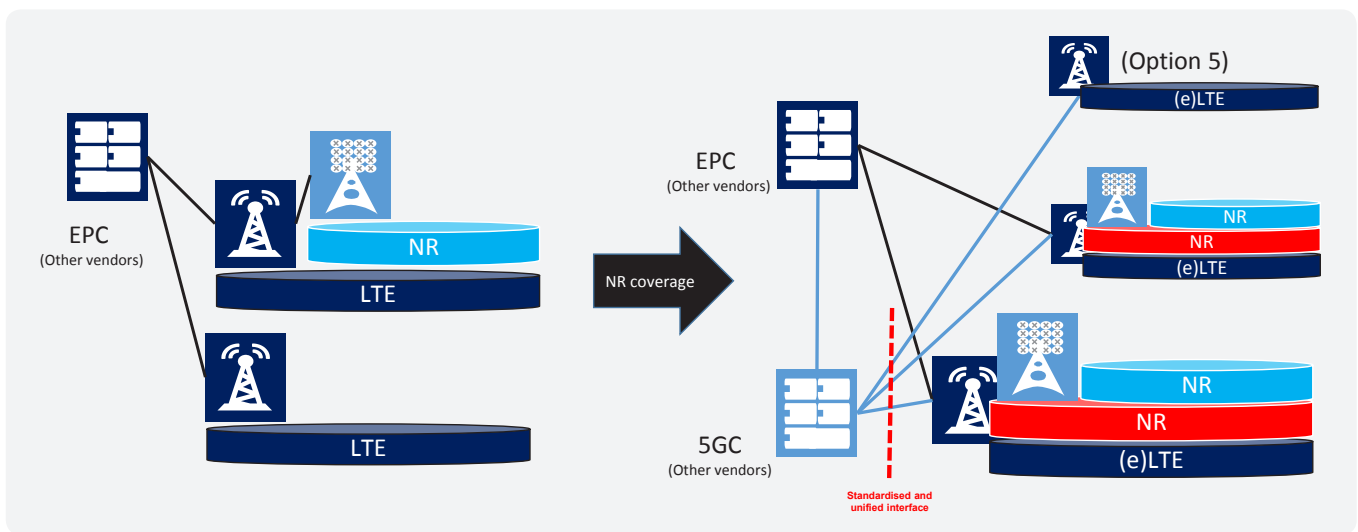 EPC
(Other vendors)
NR
LTE
LTE
NR coverage
(Option 5)
(e)LTE
EPC
(Other vendors)
NR
NR
(e)LTE
NR
NR
(e)LTE
5GC
(Other vendors)
Standardised and
unified interface